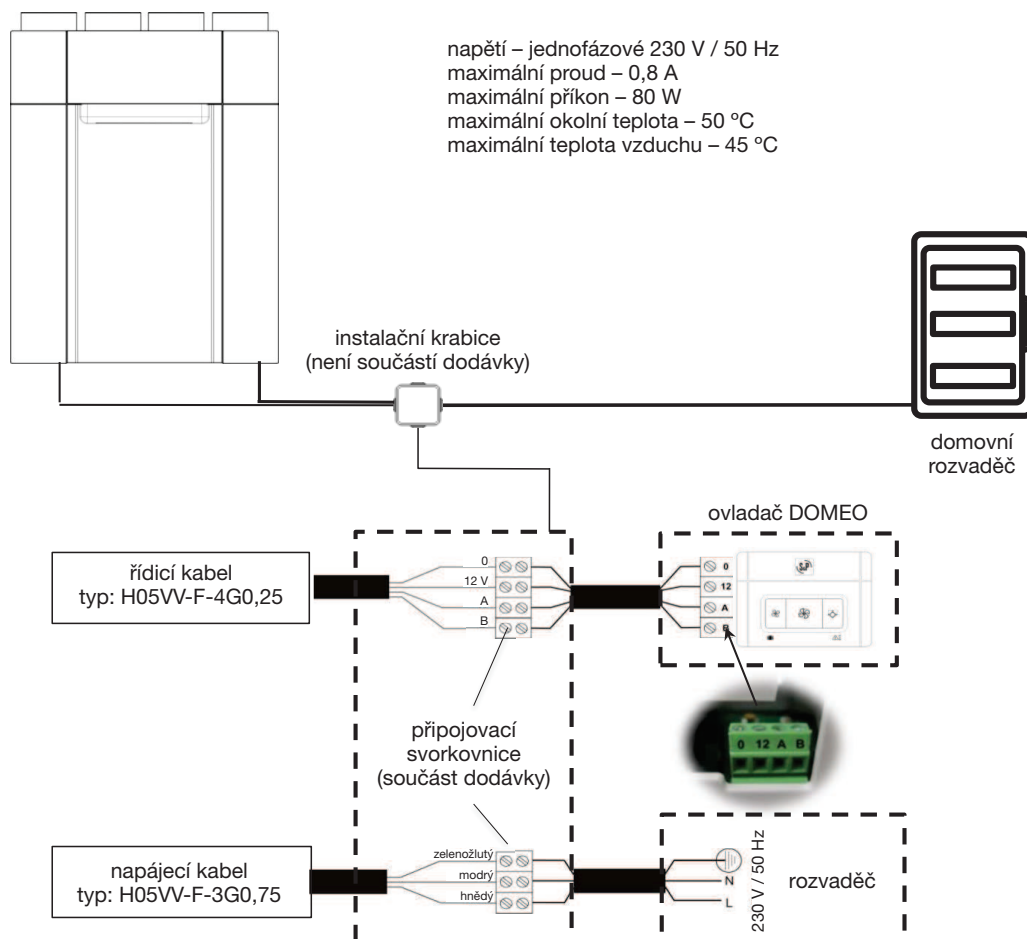 napětí – jednofázové 230 V / 50 Hz
maximální proud – 0,8 A
maximální příkon – 80 W
maximální okolní teplota – 50 ºC
maximální teplota vzduchu – 45 ºC
instalační krabice
(není součástí dodávky)
domovní
rozvaděč
ovladač DOMEO
řídicí kabel
typ: H05VV-F-4G0,25
0
12 V
A
B
0
12
A
B
S&P
0 12 A B
připojovací
svorkovnice
(součást dodávky)
napájecí kabel
typ: H05VV-F-3G0,75
zelenožlutý
modrý
hnědý
N
L
230 V / 50 Hz
rozvaděč